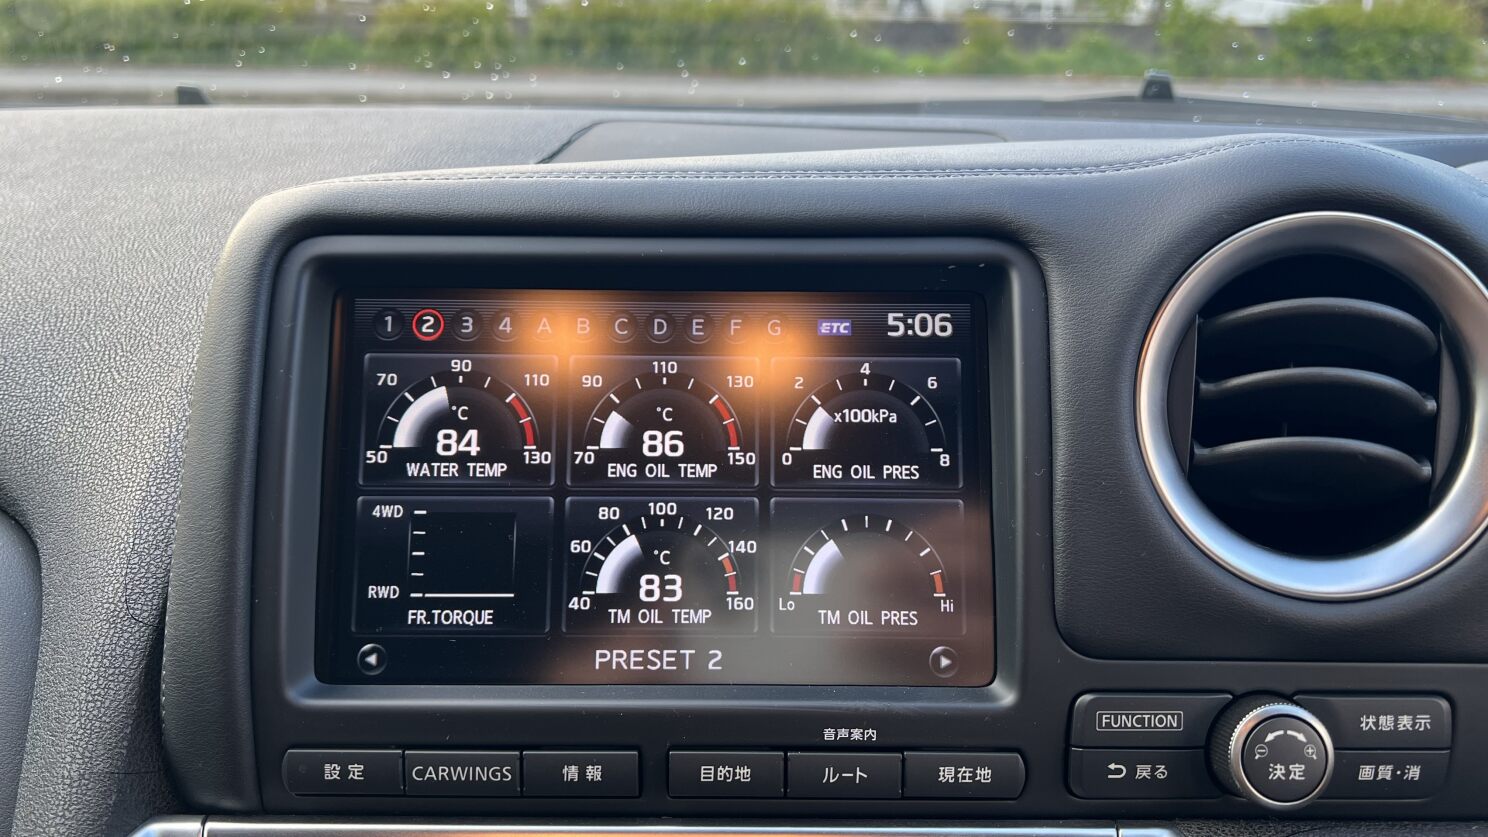 1 2 3 4 A B C D E F G ETC 5:06
50 70 90 110 130
°C
84
WATER TEMP
70 90 110 130 150
°C
86
ENG OIL TEMP
0 2 4 6 8
x100kPa
ENG OIL PRES
4WD
RWD
FR.TORQUE
40 60 80 100 120 140 160
°C
83
TM OIL TEMP
Lo Hi
TM OIL PRES
PRESET 2
音声案内
設定 CARWINGS 情報 目的地 ルート 現在地
FUNCTION 状態表示
戻る 決定 画質・消